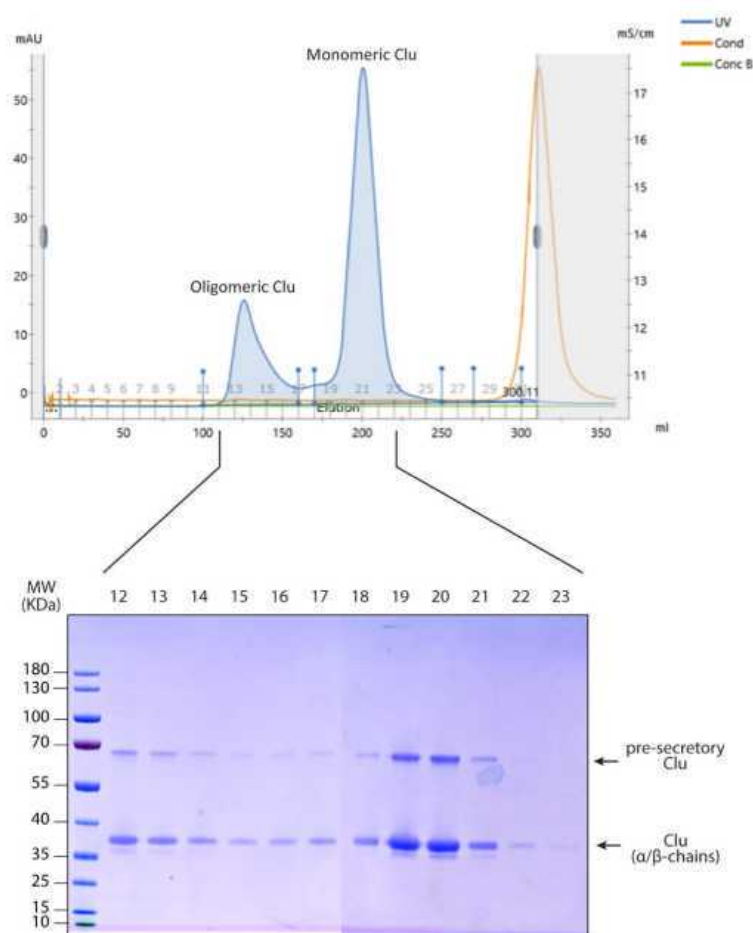 mAU
mS/cm
UV
Cond
Conc B
Monomeric Clu
Oligomeric Clu
50
40
30
20
10
0
17
16
15
14
13
12
11
2 3 4 5 6 7 8 9 11 13 15 19 21 23 25 27 29
300.11
Elution
0 50 100 150 200 250 300 350 ml
MW
(KDa)
12 13 14 15 16 17 18 19 20 21 22 23
180
130
100
70
55
40
35
25
15
10
pre-secretory
Clu
Clu
(α/β-chains)